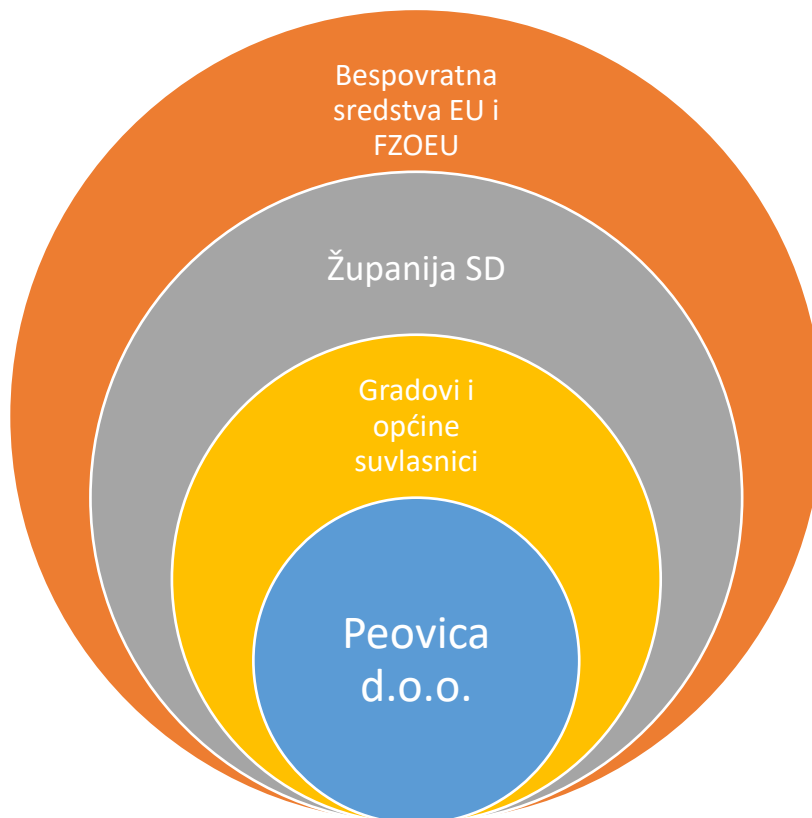 Bespovratna
sredstva EU i
FZOEU
Županija SD
Gradovi i
općine
suvlasnici
Peovica
d.o.o.